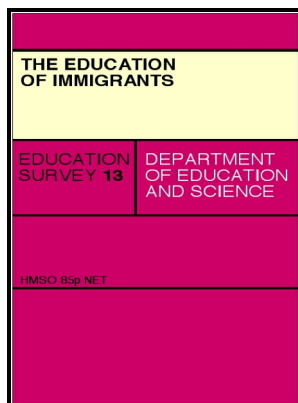 THE EDUCATION
OF IMMIGRANTS
EDUCATION
SURVEY 13
DEPARTMENT
OF EDUCATION
AND SCIENCE
HMSO 85p NET